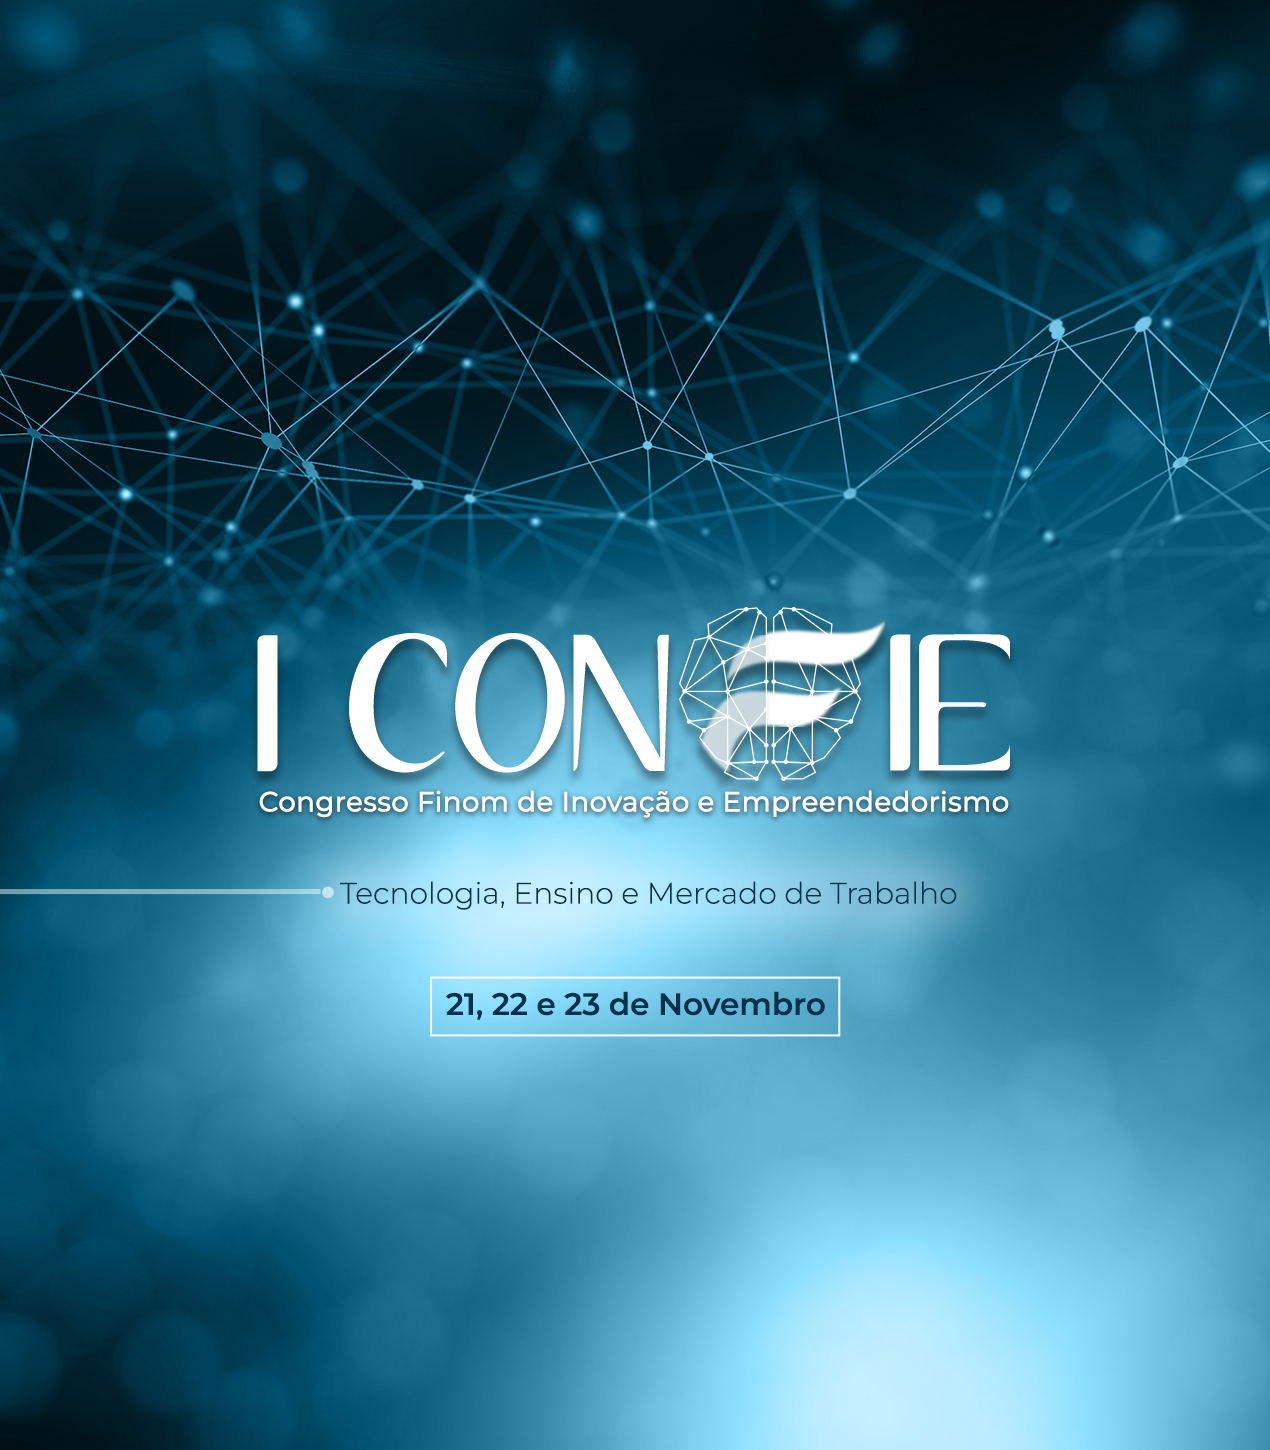 I CONFIE
Congresso Finom de Inovação e Empreendedorismo
Tecnologia, Ensino e Mercado de Trabalho
21, 22 e 23 de Novembro